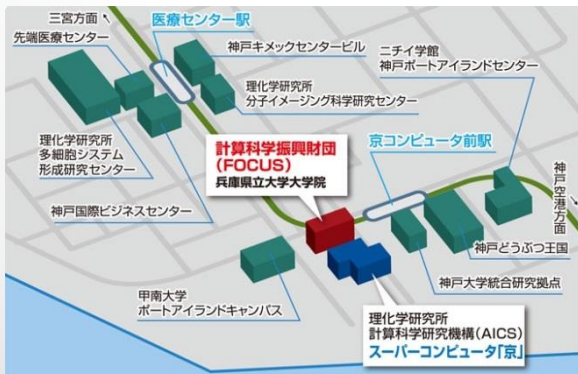 三宮方面
先端医療センター
医療センター駅
神戸キメックセンタービル
ニチイ学館
神戸ポートアイランドセンター
理化学研究所
分子イメージング科学研究センター
理化学研究所
多細胞システム
形成研究センター
計算科学振興財団
(FOCUS)
兵庫県立大学大学院
京コンピュータ前駅
神戸空港方面
神戸国際ビジネスセンター
神戸どうぶつ王国
神戸大学統合研究拠点
甲南大学
ポートアイランドキャンパス
理化学研究所
計算科学研究機構(AICS)
スーパーコンピュータ「京」